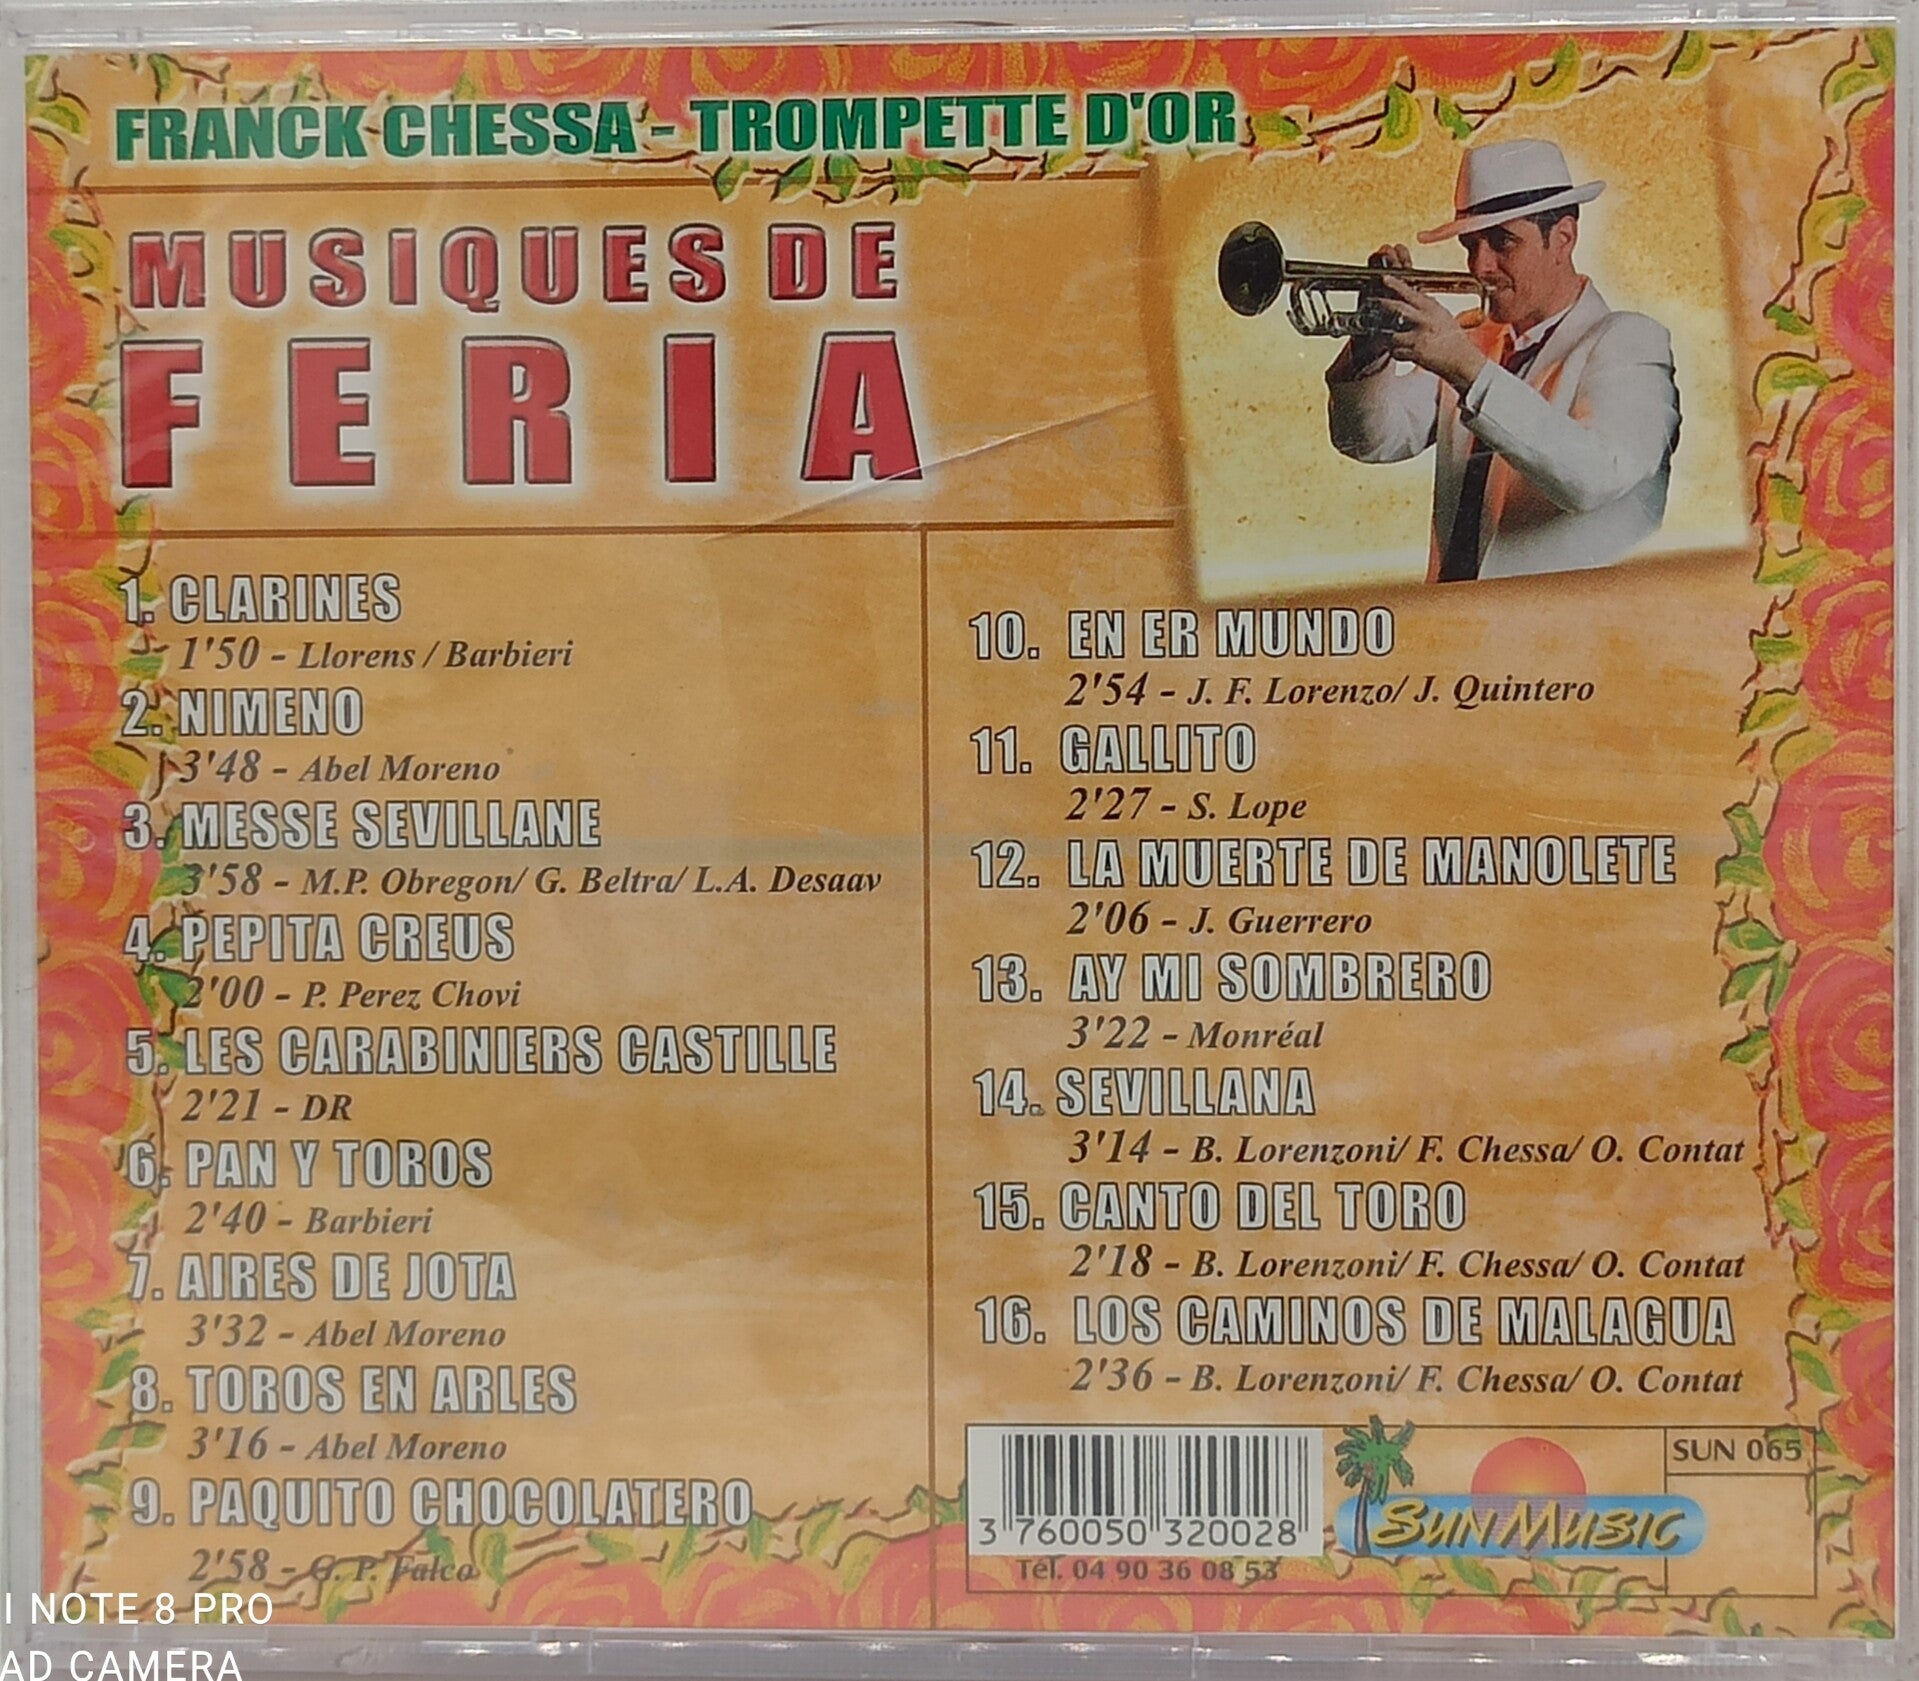 FRANCK CHESSA - TROMPETTE D'OR
MUSIQUES DE
FERIA
1. CLARINES
1'50 - Llorens / Barbieri
2. NIMENO
3'48 - Abel Moreno
3. MESSE SEVILLANE
3'58 - M.P. Obregon/ G. Beltra/ L.A. Desaav
4. PEPITA CREUS
2'00 - P. Perez Chovi
5. LES CARABINIERS CASTILLE
2'21 - DR
6. PAN Y TOROS
2'40 - Barbieri
7. AIRES DE JOTA
3'32 - Abel Moreno
8. TOROS EN ARLES
3'16 - Abel Moreno
9. PAQUITO CHOCOLATERO
2'58 - G. P. Falco
10. EN ER MUNDO
2'54 - J. F. Lorenzo/ J. Quintero
11. GALLITO
2'27 - S. Lope
12. LA MUERTE DE MANOLETE
2'06 - J. Guerrero
13. AY MI SOMBRERO
3'22 - Monréal
14. SEVILLANA
3'14 - B. Lorenzoni/ F. Chessa/ O. Contat
15. CANTO DEL TORO
2'18 - B. Lorenzoni/ F. Chessa/ O. Contat
16. LOS CAMINOS DE MALAGUA
2'36 - B. Lorenzoni/ F. Chessa/ O. Contat
3 760050 320028
Tél. 04 90 36 08 53
SUN MUSIC
SUN 065
I NOTE 8 PRO
AD CAMERA